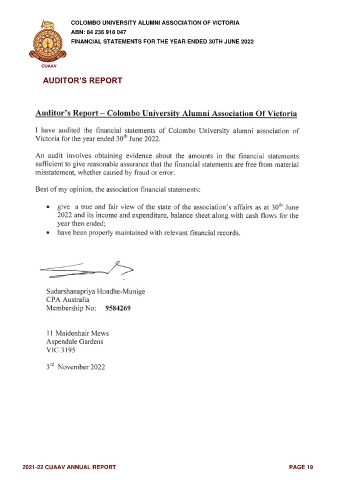 COLOMBO UNIVERSITY ALUMNI ASSOCIATION OF VICTORIA
ABN: 84 236 918 047
FINANCIAL STATEMENTS FOR THE YEAR ENDED 30TH JUNE 2022
CUAAV
AUDITOR'S REPORT
Auditor's Report – Colombo University Alumni Association Of Victoria
I have audited the financial statements of Colombo University alumni association of
Victoria for the year ended 30th June 2022.
An audit involves obtaining evidence about the amounts in the financial statements
sufficient to give reasonable assurance that the financial statements are free from material
misstatement, whether caused by fraud or error.
Best of my opinion, the association financial statements:
• give a true and fair view of the state of the association's affairs as at 30th June
2022 and its income and expenditure, balance sheet along with cash flows for the
year then ended;
• have been properly maintained with relevant financial records.
Sudarshanapriya Hondhe-Munige
CPA Australia
Membership No: 9584269
11 Maidenhair Mews
Aspendale Gardens
VIC 3195
3rd November 2022
2021-22 CUAAV ANNUAL REPORT PAGE 19